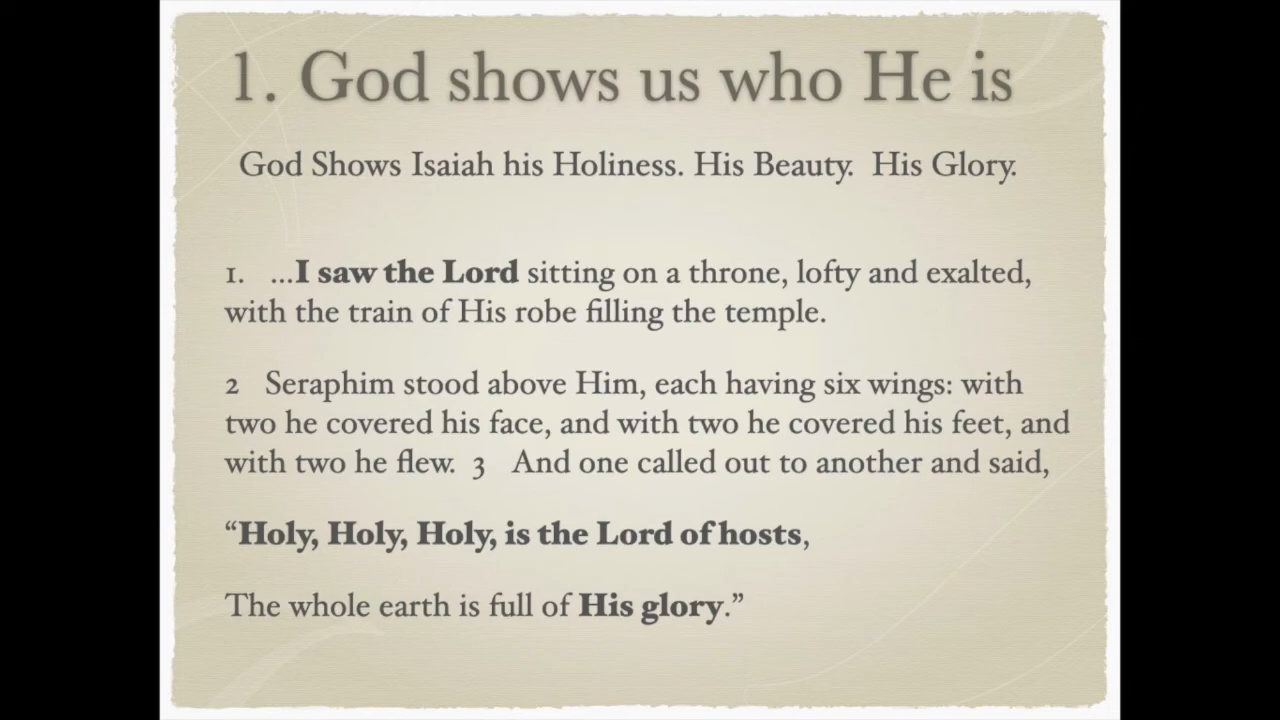 1. God shows us who He is
God Shows Isaiah his Holiness. His Beauty. His Glory.
1. ...I saw the Lord sitting on a throne, lofty and exalted,
with the train of His robe filling the temple.
2 Seraphim stood above Him, each having six wings: with
two he covered his face, and with two he covered his feet, and
with two he flew. 3 And one called out to another and said,
“Holy, Holy, Holy, is the Lord of hosts,
The whole earth is full of His glory.”